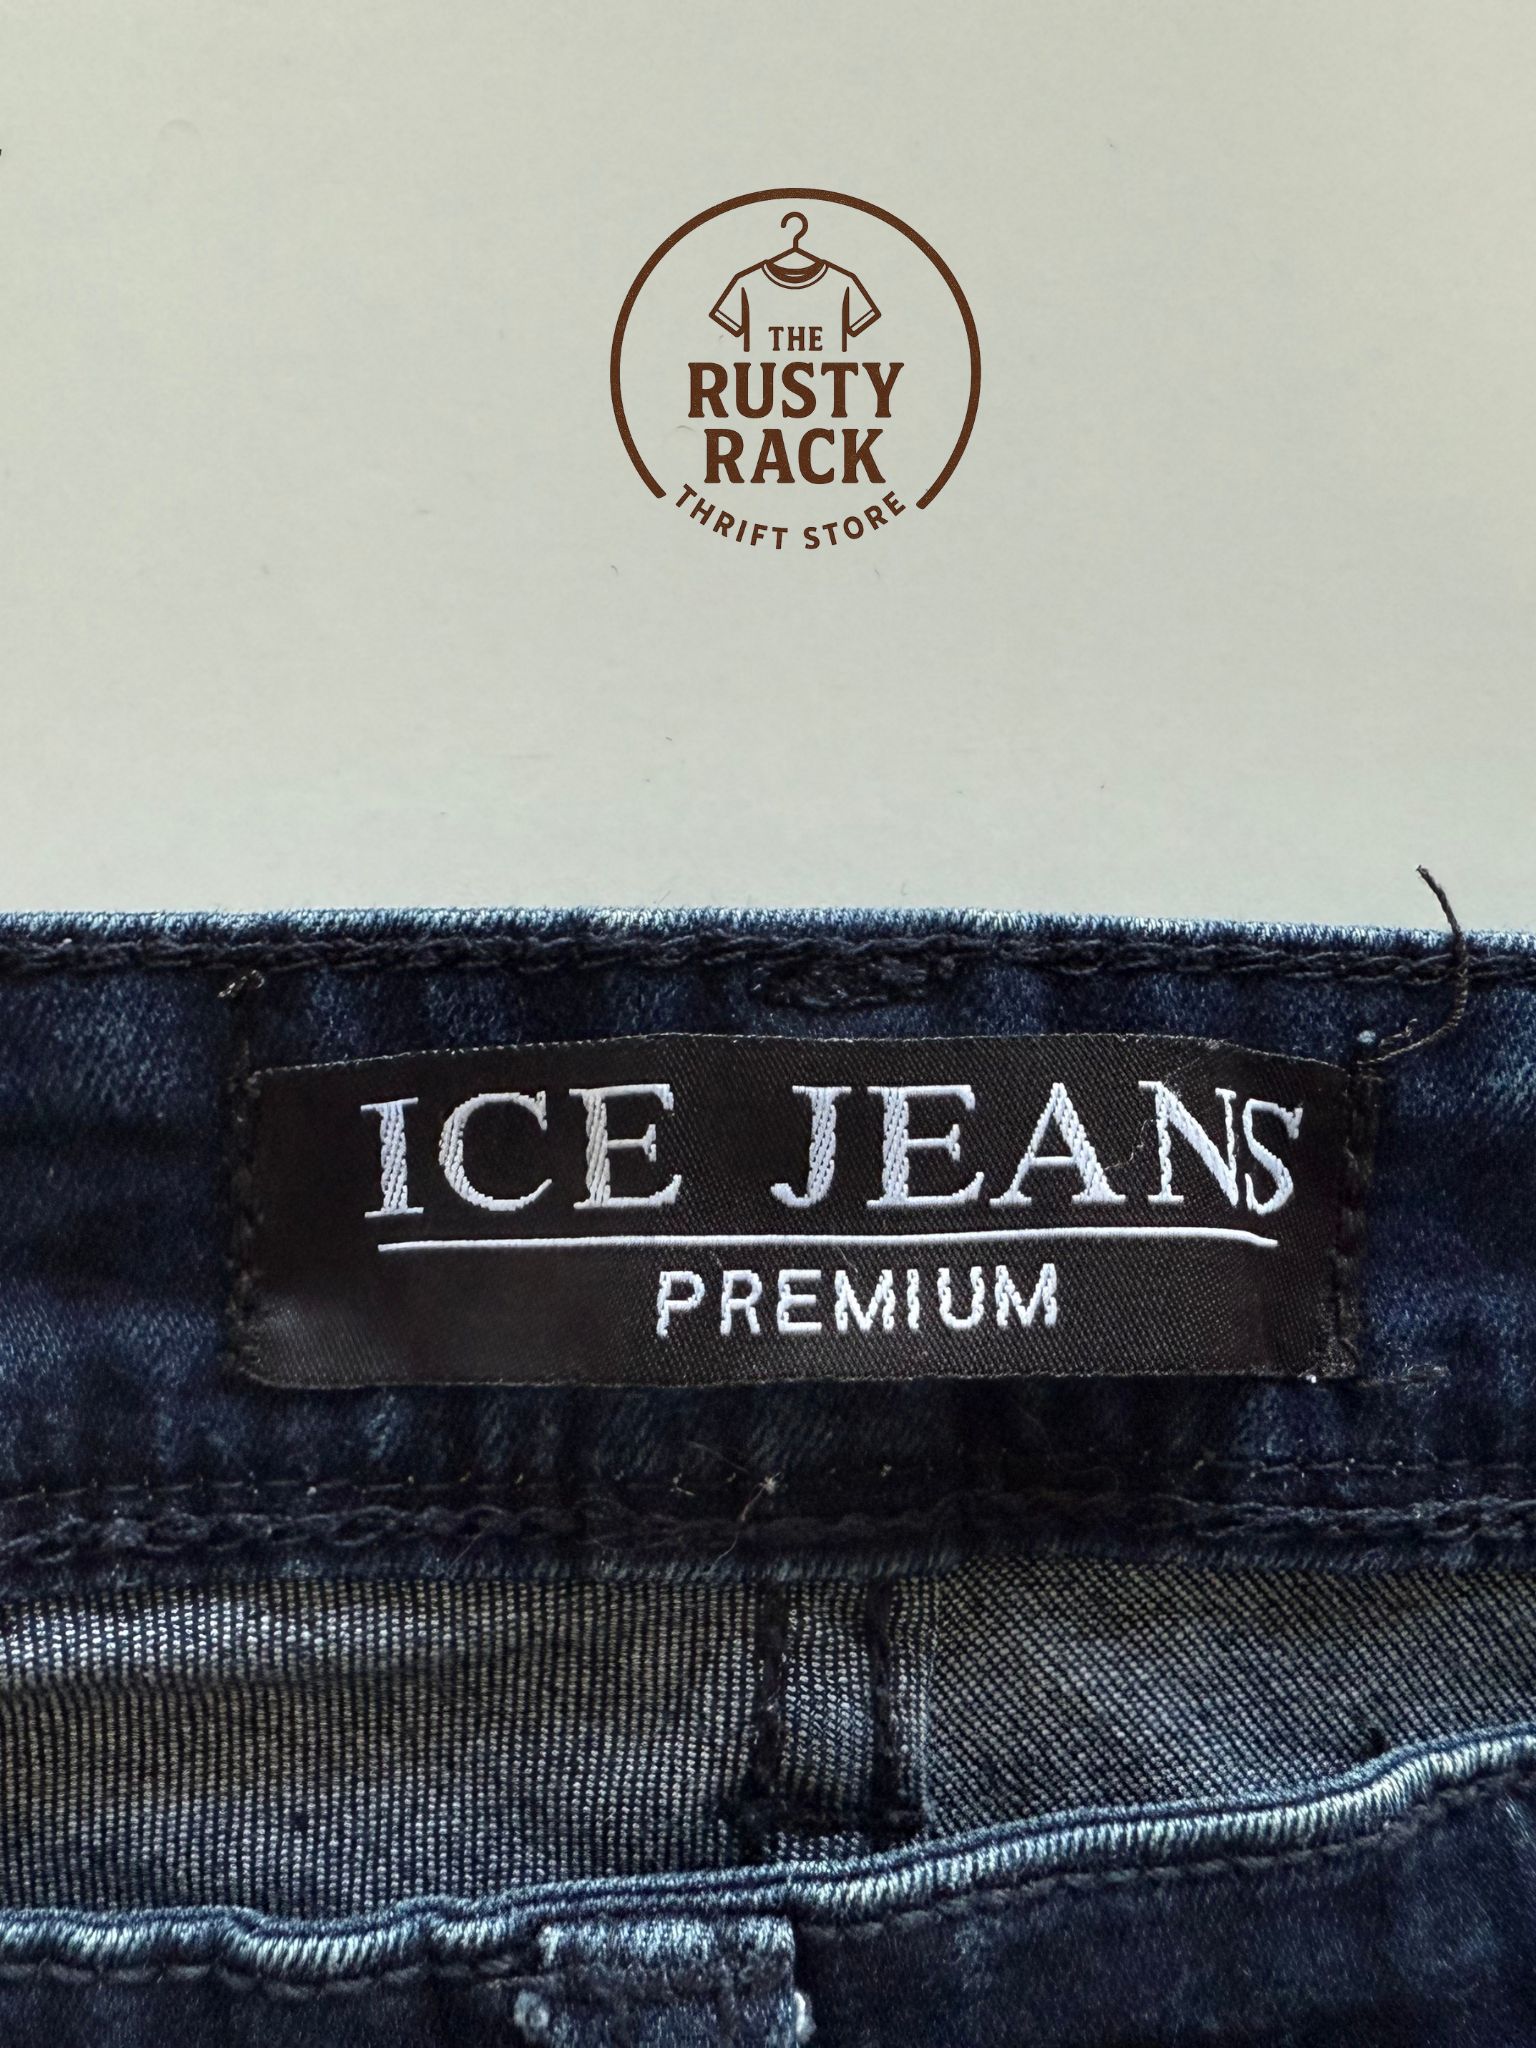 THE
RUSTY
RACK
THRIFT STORE
ICE JEANS
PREMIUM